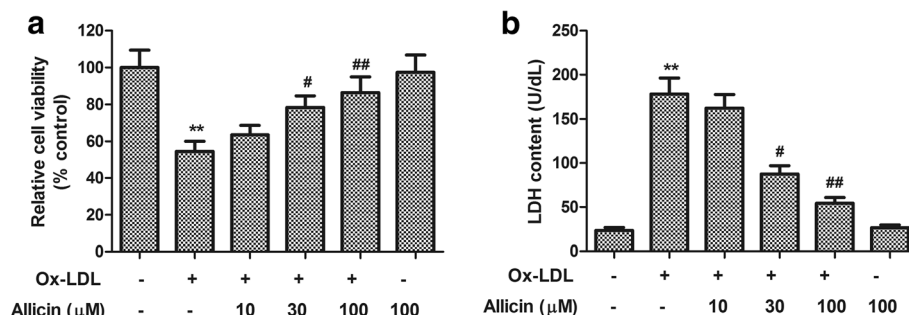 a
Relative cell viability
(% control)
120
100
80
60
40
20
0
**
#
##
Ox-LDL - + + + + -
Allicin (μM) - - 10 30 100 100
b
LDH content (U/dL)
250
200
150
100
50
0
**
#
##
Ox-LDL - + + + + -
Allicin (μM) - - 10 30 100 100